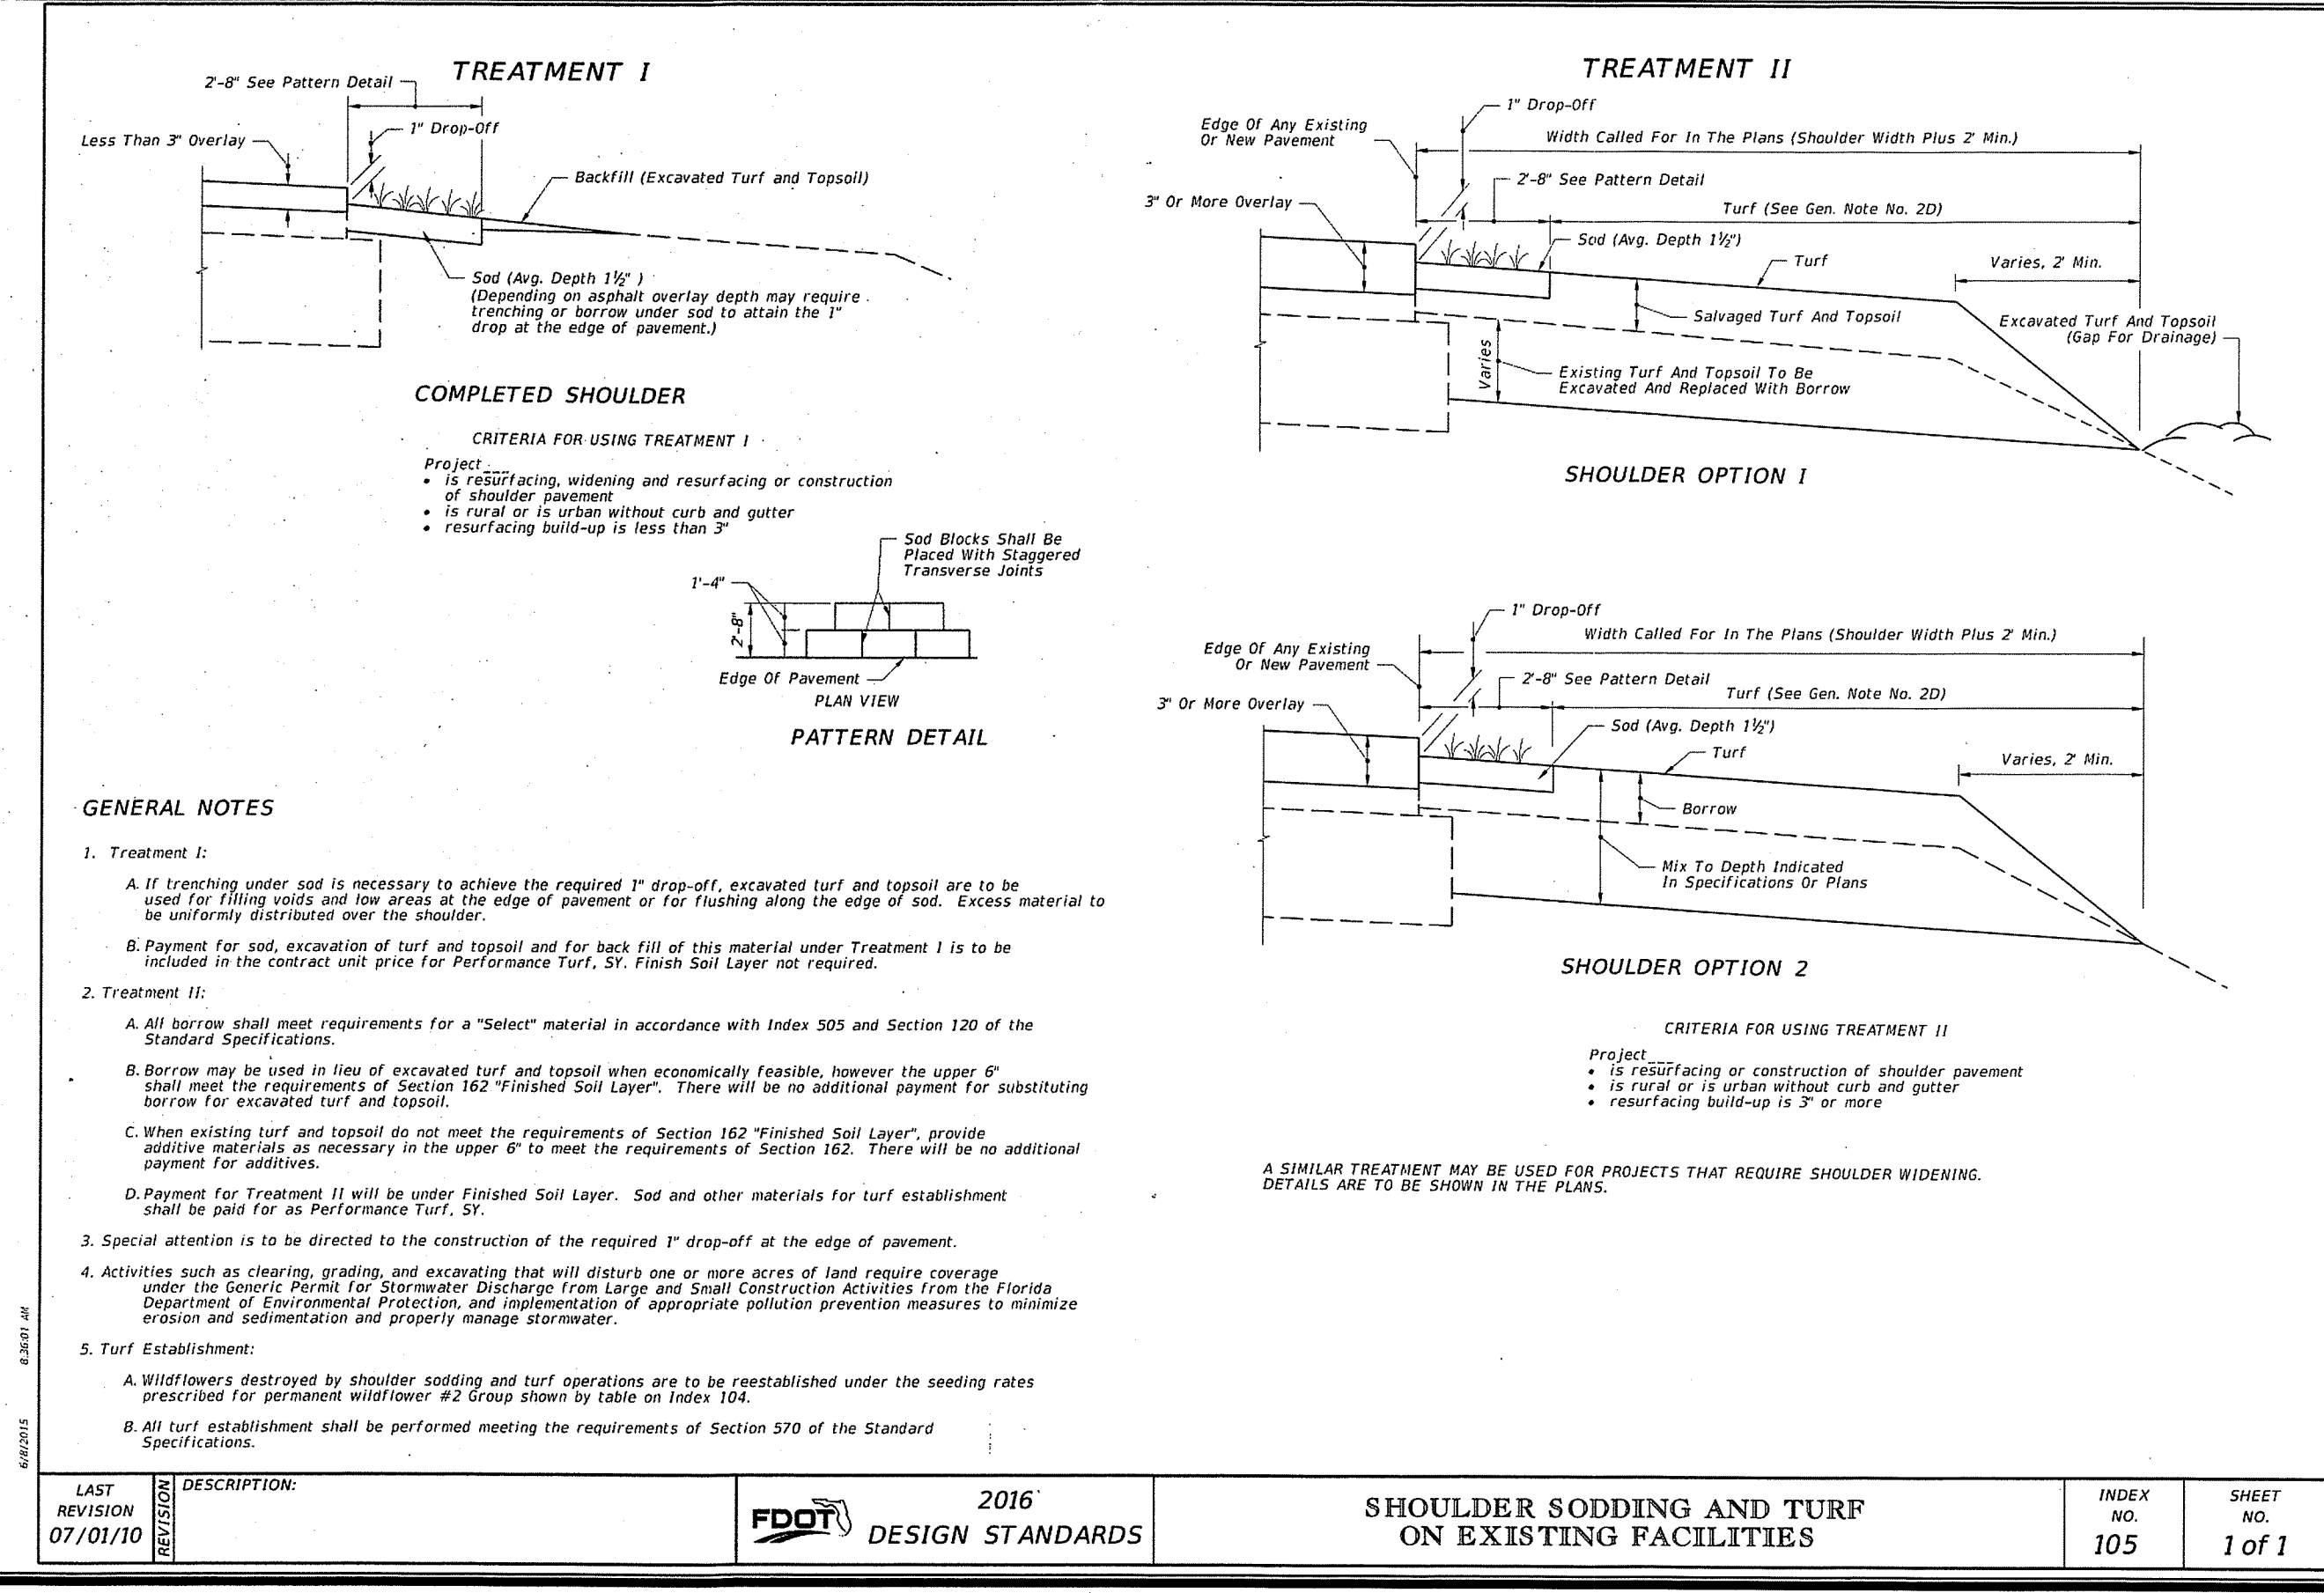 TREATMENT I
2'-8" See Pattern Detail
1" Drop-Off
Less Than 3" Overlay
Backfill (Excavated Turf and Topsoil)
Sod (Avg. Depth 1½" )
(Depending on asphalt overlay depth may require
trenching or borrow under sod to attain the 1"
drop at the edge of pavement.)
COMPLETED SHOULDER
CRITERIA FOR USING TREATMENT I
Project ___
• is resurfacing, widening and resurfacing or construction
of shoulder pavement
• is rural or is urban without curb and gutter
• resurfacing build-up is less than 3"
Sod Blocks Shall Be
Placed With Staggered
Transverse Joints
1'-4"
2'-8"
Edge Of Pavement
PLAN VIEW
PATTERN DETAIL
GENERAL NOTES
1. Treatment I:
A. If trenching under sod is necessary to achieve the required 1" drop-off, excavated turf and topsoil are to be
used for filling voids and low areas at the edge of pavement or for flushing along the edge of sod. Excess material to
be uniformly distributed over the shoulder.
B. Payment for sod, excavation of turf and topsoil and for back fill of this material under Treatment I is to be
included in the contract unit price for Performance Turf, SY. Finish Soil Layer not required.
2. Treatment II:
A. All borrow shall meet requirements for a "Select" material in accordance with Index 505 and Section 120 of the
Standard Specifications.
B. Borrow may be used in lieu of excavated turf and topsoil when economically feasible, however the upper 6"
shall meet the requirements of Section 162 "Finished Soil Layer". There will be no additional payment for substituting
borrow for excavated turf and topsoil.
C. When existing turf and topsoil do not meet the requirements of Section 162 "Finished Soil Layer", provide
additive materials as necessary in the upper 6" to meet the requirements of Section 162. There will be no additional
payment for additives.
D. Payment for Treatment II will be under Finished Soil Layer. Sod and other materials for turf establishment
shall be paid for as Performance Turf, SY.
3. Special attention is to be directed to the construction of the required 1" drop-off at the edge of pavement.
4. Activities such as clearing, grading, and excavating that will disturb one or more acres of land require coverage
under the Generic Permit for Stormwater Discharge from Large and Small Construction Activities from the Florida
Department of Environmental Protection, and implementation of appropriate pollution prevention measures to minimize
erosion and sedimentation and properly manage stormwater.
5. Turf Establishment:
A. Wildflowers destroyed by shoulder sodding and turf operations are to be reestablished under the seeding rates
prescribed for permanent wildflower #2 Group shown by table on Index 104.
B. All turf establishment shall be performed meeting the requirements of Section 570 of the Standard
Specifications.
TREATMENT II
1" Drop-Off
Edge Of Any Existing
Or New Pavement
Width Called For In The Plans (Shoulder Width Plus 2' Min.)
2'-8" See Pattern Detail
3" Or More Overlay
Turf (See Gen. Note No. 2D)
Sod (Avg. Depth 1½")
Turf
Varies, 2' Min.
Salvaged Turf And Topsoil
Excavated Turf And Topsoil
(Gap For Drainage)
Varies
Existing Turf And Topsoil To Be
Excavated And Replaced With Borrow
SHOULDER OPTION I
1" Drop-Off
Width Called For In The Plans (Shoulder Width Plus 2' Min.)
Edge Of Any Existing
Or New Pavement
2'-8" See Pattern Detail
Turf (See Gen. Note No. 2D)
3" Or More Overlay
Sod (Avg. Depth 1½")
Turf
Varies, 2' Min.
Borrow
Mix To Depth Indicated
In Specifications Or Plans
SHOULDER OPTION 2
CRITERIA FOR USING TREATMENT II
Project ___
• is resurfacing or construction of shoulder pavement
• is rural or is urban without curb and gutter
• resurfacing build-up is 3" or more
A SIMILAR TREATMENT MAY BE USED FOR PROJECTS THAT REQUIRE SHOULDER WIDENING.
DETAILS ARE TO BE SHOWN IN THE PLANS.
6/8/2015 8:36:01 AM
LAST
REVISION
07/01/10
REVISION
DESCRIPTION:
FDOT
2016
DESIGN STANDARDS
SHOULDER SODDING AND TURF
ON EXISTING FACILITIES
INDEX
NO.
105
SHEET
NO.
1 of 1